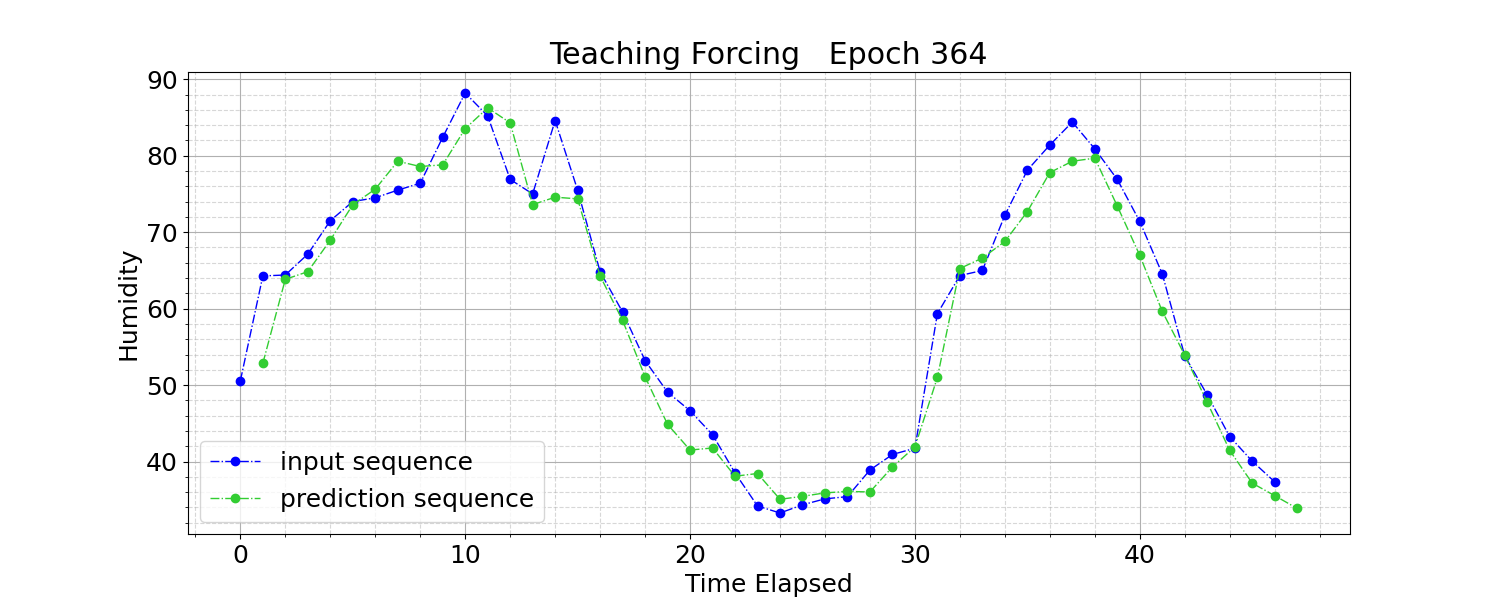 Teaching Forcing   Epoch 364
90
80
70
60
50
40
Humidity
input sequence
prediction sequence
0 10 20 30 40
Time Elapsed